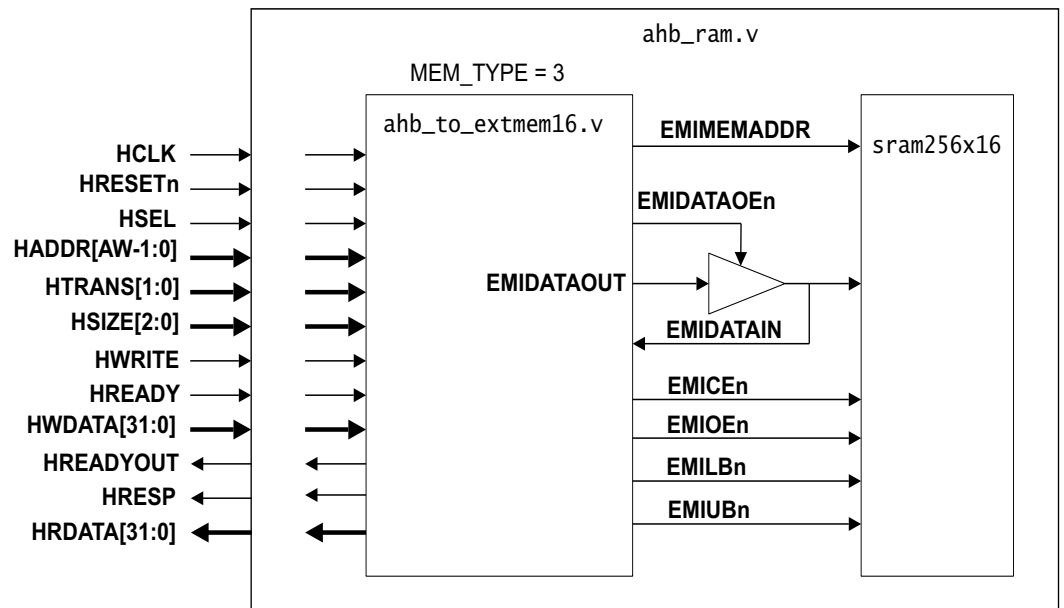 ahb_ram.v
MEM_TYPE = 3
ahb_to_extmem16.v
sram256x16
HCLK
HRESETn
HSEL
HADDR[AW-1:0]
HTRANS[1:0]
HSIZE[2:0]
HWRITE
HREADY
HWDATA[31:0]
HREADYOUT
HRESP
HRDATA[31:0]
EMIMEMADDR
EMIDATAOEn
EMIDATAOUT
EMIDATAIN
EMICEn
EMIOEn
EMILBn
EMIUBn